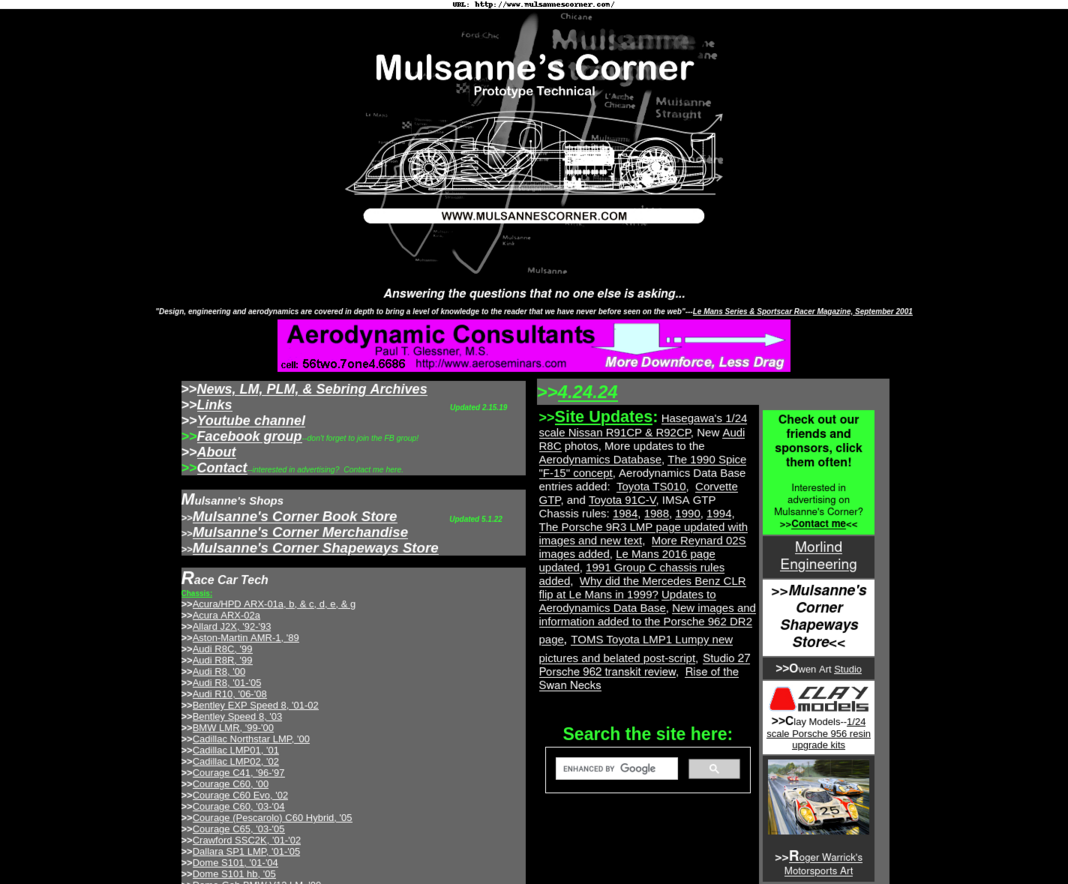 URL: http://www.mulsannescorner.com/
Chicane
Ford Chic
Mulsanne
Mulsanne's Corner
Prototype Technical
L'Arche
Chicane
Mulsanne
Straight
Le Mans
Chicane
WWW.MULSANNESCORNER.COM
Mulsanne
Kink
Mulsanne
Mulsanne
Answering the questions that no one else is asking...
"Design, engineering and aerodynamics are covered in depth to bring a level of knowledge to the reader that we have never before seen on the web"---Le Mans Series & Sportscar Racer Magazine, September 2001
Aerodynamic Consultants
Paul T. Glessner, M.S.
cell: 56two.7one4.6686 http://www.aeroseminars.com
More Downforce, Less Drag
>>News, LM, PLM, & Sebring Archives
>>Links Updated 2.15.19
>>Youtube channel
>>Facebook group--don't forget to join the FB group!
>>About
>>Contact--interested in advertising? Contact me here.
Mulsanne's Shops
>>Mulsanne's Corner Book Store Updated 5.1.22
>>Mulsanne's Corner Merchandise
>>Mulsanne's Corner Shapeways Store
Race Car Tech
Chassis:
>>Acura/HPD ARX-01a, b, & c, d, e, & g
>>Acura ARX-02a
>>Allard J2X, '92-'93
>>Aston-Martin AMR-1, '89
>>Audi R8C, '99
>>Audi R8R, '99
>>Audi R8, '00
>>Audi R8, '01-'05
>>Audi R10, '06-'08
>>Bentley EXP Speed 8, '01-02
>>Bentley Speed 8, '03
>>BMW LMR, '99-'00
>>Cadillac Northstar LMP, '00
>>Cadillac LMP01, '01
>>Cadillac LMP02, '02
>>Courage C41, '96-'97
>>Courage C60, '00
>>Courage C60 Evo, '02
>>Courage C60, '03-'04
>>Courage (Pescarolo) C60 Hybrid, '05
>>Courage C65, '03-'05
>>Crawford SSC2K, '01-'02
>>Dallara SP1 LMP, '01-'05
>>Dome S101, '01-'04
>>Dome S101 hb, '05
>>4.24.24
>>Site Updates: Hasegawa's 1/24
scale Nissan R91CP & R92CP, New Audi
R8C photos, More updates to the
Aerodynamics Database, The 1990 Spice
"F-15" concept, Aerodynamics Data Base
entries added: Toyota TS010, Corvette
GTP, and Toyota 91C-V, IMSA GTP
Chassis rules: 1984, 1988, 1990, 1994,
The Porsche 9R3 LMP page updated with
images and new text, More Reynard 02S
images added, Le Mans 2016 page
updated, 1991 Group C chassis rules
added, Why did the Mercedes Benz CLR
flip at Le Mans in 1999? Updates to
Aerodynamics Data Base, New images and
information added to the Porsche 962 DR2
page, TOMS Toyota LMP1 Lumpy new
pictures and belated post-script, Studio 27
Porsche 962 transkit review, Rise of the
Swan Necks
Search the site here:
ENHANCED BY Google
Check out our
friends and
sponsors, click
them often!
Interested in
advertising on
Mulsanne's Corner?
>>Contact me<<
Morlind
Engineering
>>Mulsanne's
Corner
Shapeways
Store<<
>>Owen Art Studio
CLAY
models
>>Clay Models--1/24
scale Porsche 956 resin
upgrade kits
25
>>Roger Warrick's
Motorsports Art